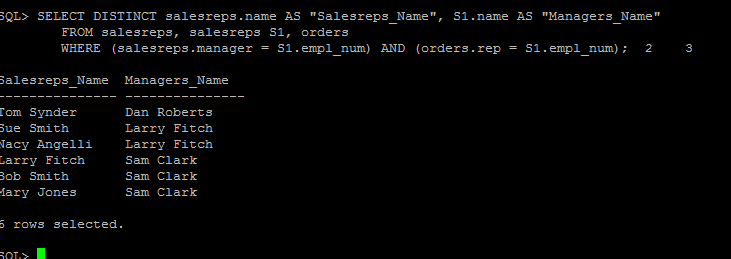 SQL> SELECT DISTINCT salesreps.name AS "Salesreps_Name", S1.name AS "Managers_Name"
FROM salesreps, salesreps S1, orders
WHERE (salesreps.manager = S1.empl_num) AND (orders.rep = S1.empl_num);  2    3
Salesreps_Name  Managers_Name
--------------- ---------------
Tom Synder      Dan Roberts
Sue Smith       Larry Fitch
Nacy Angelli    Larry Fitch
Larry Fitch     Sam Clark
Bob Smith       Sam Clark
Mary Jones      Sam Clark
6 rows selected.
SQL>